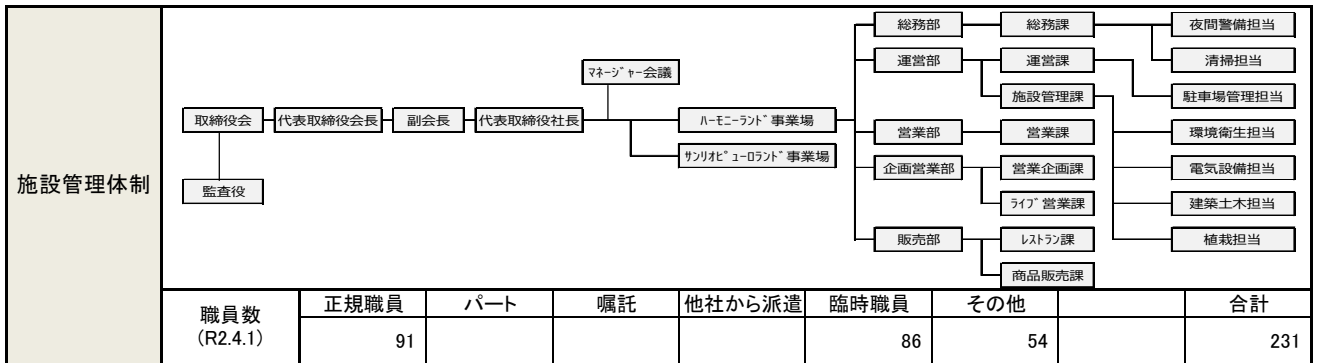 施設管理体制
総務部 総務課 夜間警備担当
マネージャー会議 運営部 運営課 清掃担当
施設管理課 駐車場管理担当
取締役会 代表取締役会長 副会長 代表取締役社長 ハーモニーランド事業場 営業部 営業課 環境衛生担当
サンリオピューロランド事業場 企画営業部 営業企画課 電気設備担当
監査役 ライブ営業課 建築土木担当
販売部 レストラン課 植栽担当
商品販売課
職員数 正規職員 パート 嘱託 他社から派遣 臨時職員 その他 合計
(R2.4.1) 91 86 54 231